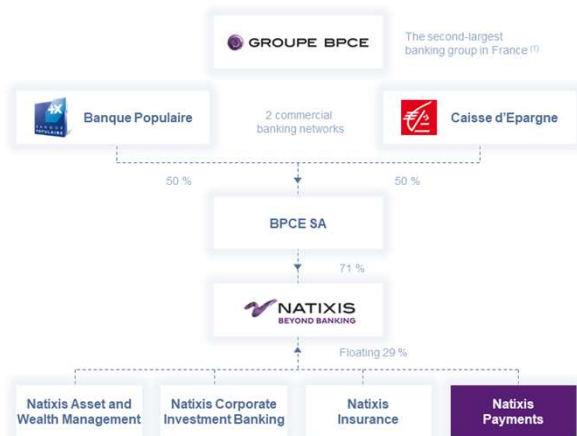 GROUPE BPCE
The second-largest
banking group in France (1)
BANQUE
POPULAIRE
Banque Populaire
2 commercial
banking networks
Caisse d'Epargne
50 %
50 %
BPCE SA
71 %
NATIXIS
BEYOND BANKING
Floating 29 %
Natixis Asset and
Wealth Management
Natixis Corporate
Investment Banking
Natixis
Insurance
Natixis
Payments